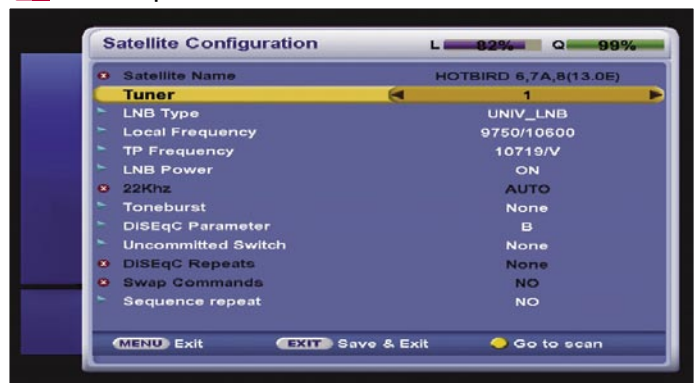 Satellite Configuration L 82% Q 99%
Satellite Name HOTBIRD 6,7A,8(13.0E)
Tuner 1
LNB Type UNIV_LNB
Local Frequency 9750/10600
TP Frequency 10719/V
LNB Power ON
22Khz AUTO
Toneburst None
DiSEqC Parameter B
Uncommitted Switch None
DiSEqC Repeats None
Swap Commands NO
Sequence repeat NO
MENU Exit EXIT Save & Exit Go to scan